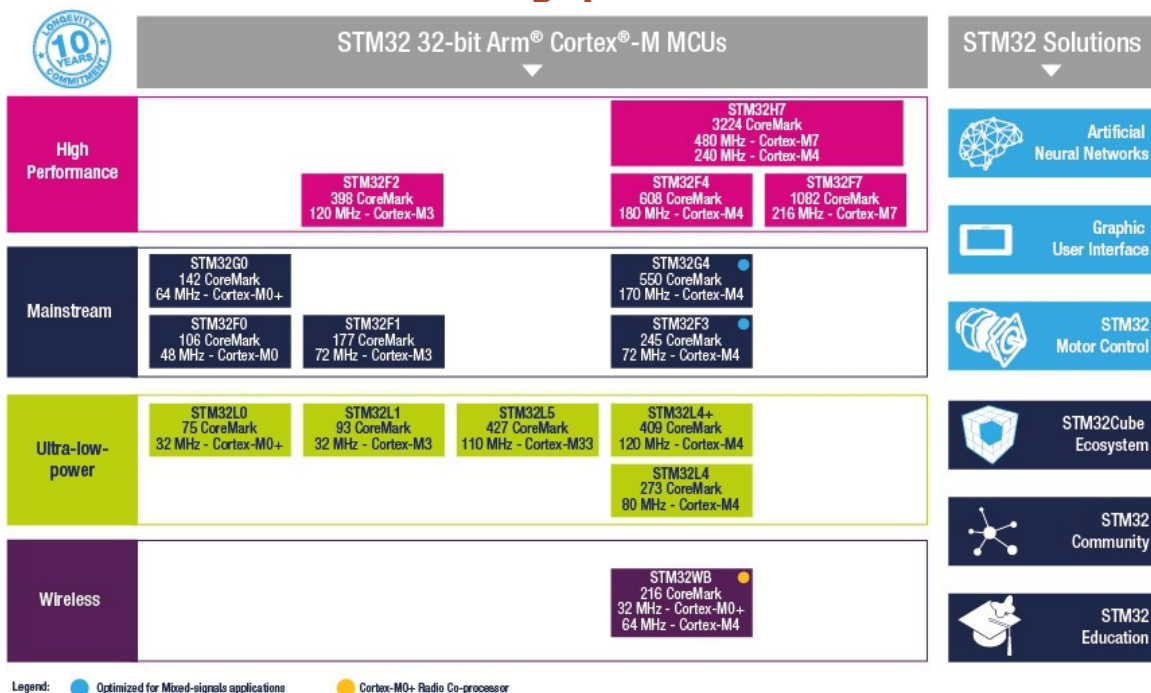 LONGEVITY
10
YEARS
COMMITMENT
STM32 32-bit Arm® Cortex®-M MCUs
STM32 Solutions
High
Performance
STM32H7
3224 CoreMark
480 MHz - Cortex-M7
240 MHz - Cortex-M4
STM32F2
398 CoreMark
120 MHz - Cortex-M3
STM32F4
608 CoreMark
180 MHz - Cortex-M4
STM32F7
1082 CoreMark
216 MHz - Cortex-M7
Mainstream
STM32G0
142 CoreMark
64 MHz - Cortex-M0+
STM32G4
550 CoreMark
170 MHz - Cortex-M4
STM32F0
106 CoreMark
48 MHz - Cortex-M0
STM32F1
177 CoreMark
72 MHz - Cortex-M3
STM32F3
245 CoreMark
72 MHz - Cortex-M4
Ultra-low-
power
STM32L0
75 CoreMark
32 MHz - Cortex-M0+
STM32L1
93 CoreMark
32 MHz - Cortex-M3
STM32L5
427 CoreMark
110 MHz - Cortex-M33
STM32L4+
409 CoreMark
120 MHz - Cortex-M4
STM32L4
273 CoreMark
80 MHz - Cortex-M4
Wireless
STM32WB
216 CoreMark
32 MHz - Cortex-M0+
64 MHz - Cortex-M4
Artificial
Neural Networks
Graphic
User Interface
STM32
Motor Control
STM32Cube
Ecosystem
STM32
Community
STM32
Education
Legend:
Optimized for Mixed-signals applications
Cortex-M0+ Radio Co-processor